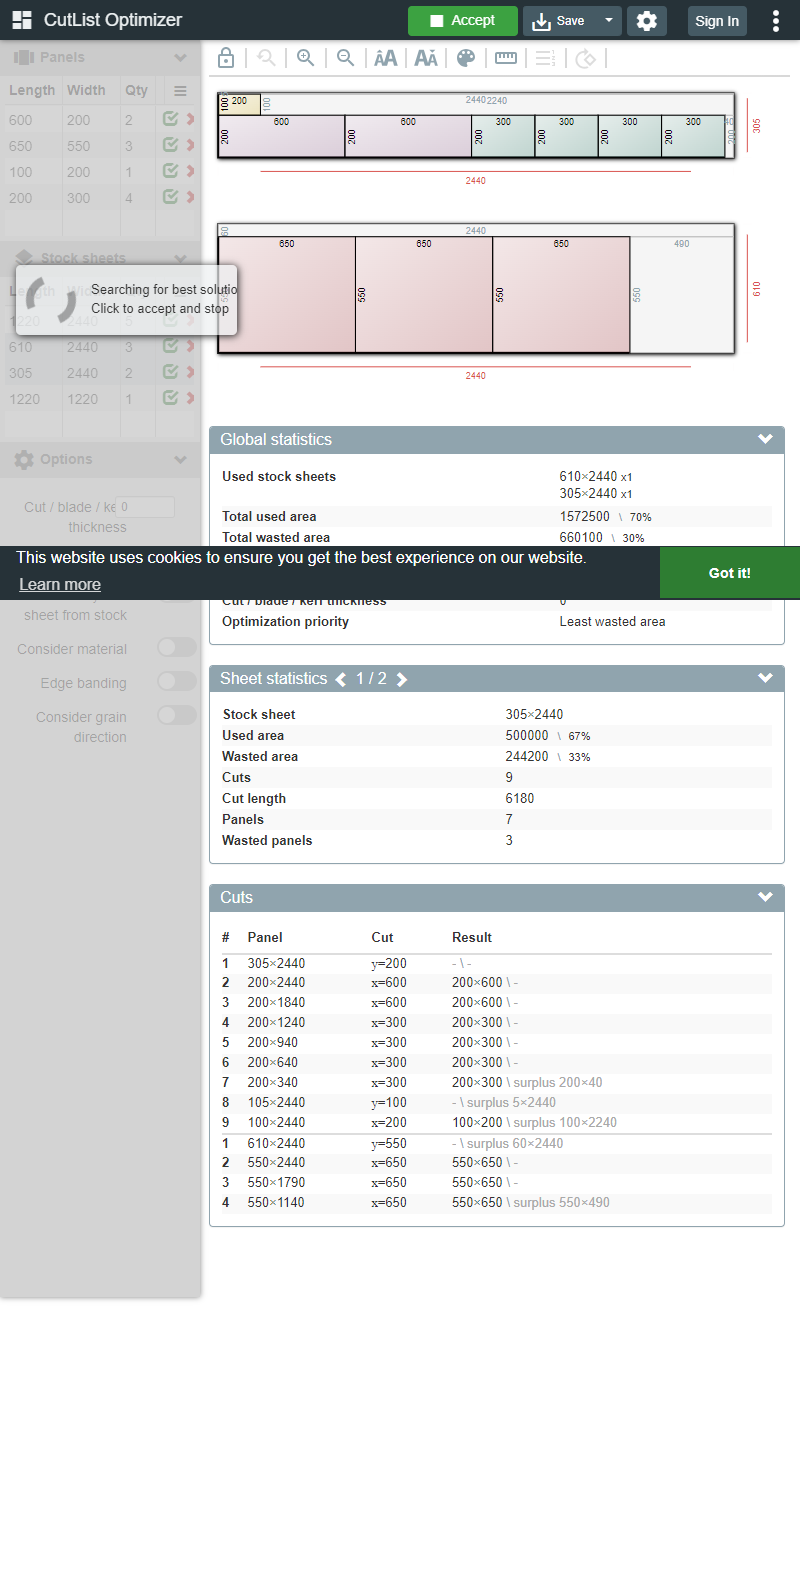 CutList Optimizer
Accept
Save
Sign In
Panels
Length Width Qty
600 200 2
650 550 3
100 200 1
200 300 4
Stock sheets
Searching for best solutio
Click to accept and stop
1220 2440 5
610 2440 3
305 2440 2
1220 1220 1
Options
Cut / blade / ke 0
thickness
sheet from stock
Consider material
Edge banding
Consider grain
direction
100 200 100 2440 2240
200 600 200 600 200 300 200 300 200 300 200 300 200 40
305
2440
60 2440
650 550 650 550 650 550 490
550
610
2440
Global statistics
Used stock sheets 610×2440 x1
305×2440 x1
Total used area 1572500 \ 70%
Total wasted area 660100 \ 30%
This website uses cookies to ensure you get the best experience on our website.
Learn more
Got it!
Cut / blade / kerf thickness 0
Optimization priority Least wasted area
Sheet statistics 1 / 2
Stock sheet 305×2440
Used area 500000 \ 67%
Wasted area 244200 \ 33%
Cuts 9
Cut length 6180
Panels 7
Wasted panels 3
Cuts
# Panel Cut Result
1 305×2440 y=200 - \ -
2 200×2440 x=600 200×600 \ -
3 200×1840 x=600 200×600 \ -
4 200×1240 x=300 200×300 \ -
5 200×940 x=300 200×300 \ -
6 200×640 x=300 200×300 \ -
7 200×340 x=300 200×300 \ surplus 200×40
8 105×2440 y=100 - \ surplus 5×2440
9 100×2440 x=200 100×200 \ surplus 100×2240
1 610×2440 y=550 - \ surplus 60×2440
2 550×2440 x=650 550×650 \ -
3 550×1790 x=650 550×650 \ -
4 550×1140 x=650 550×650 \ surplus 550×490